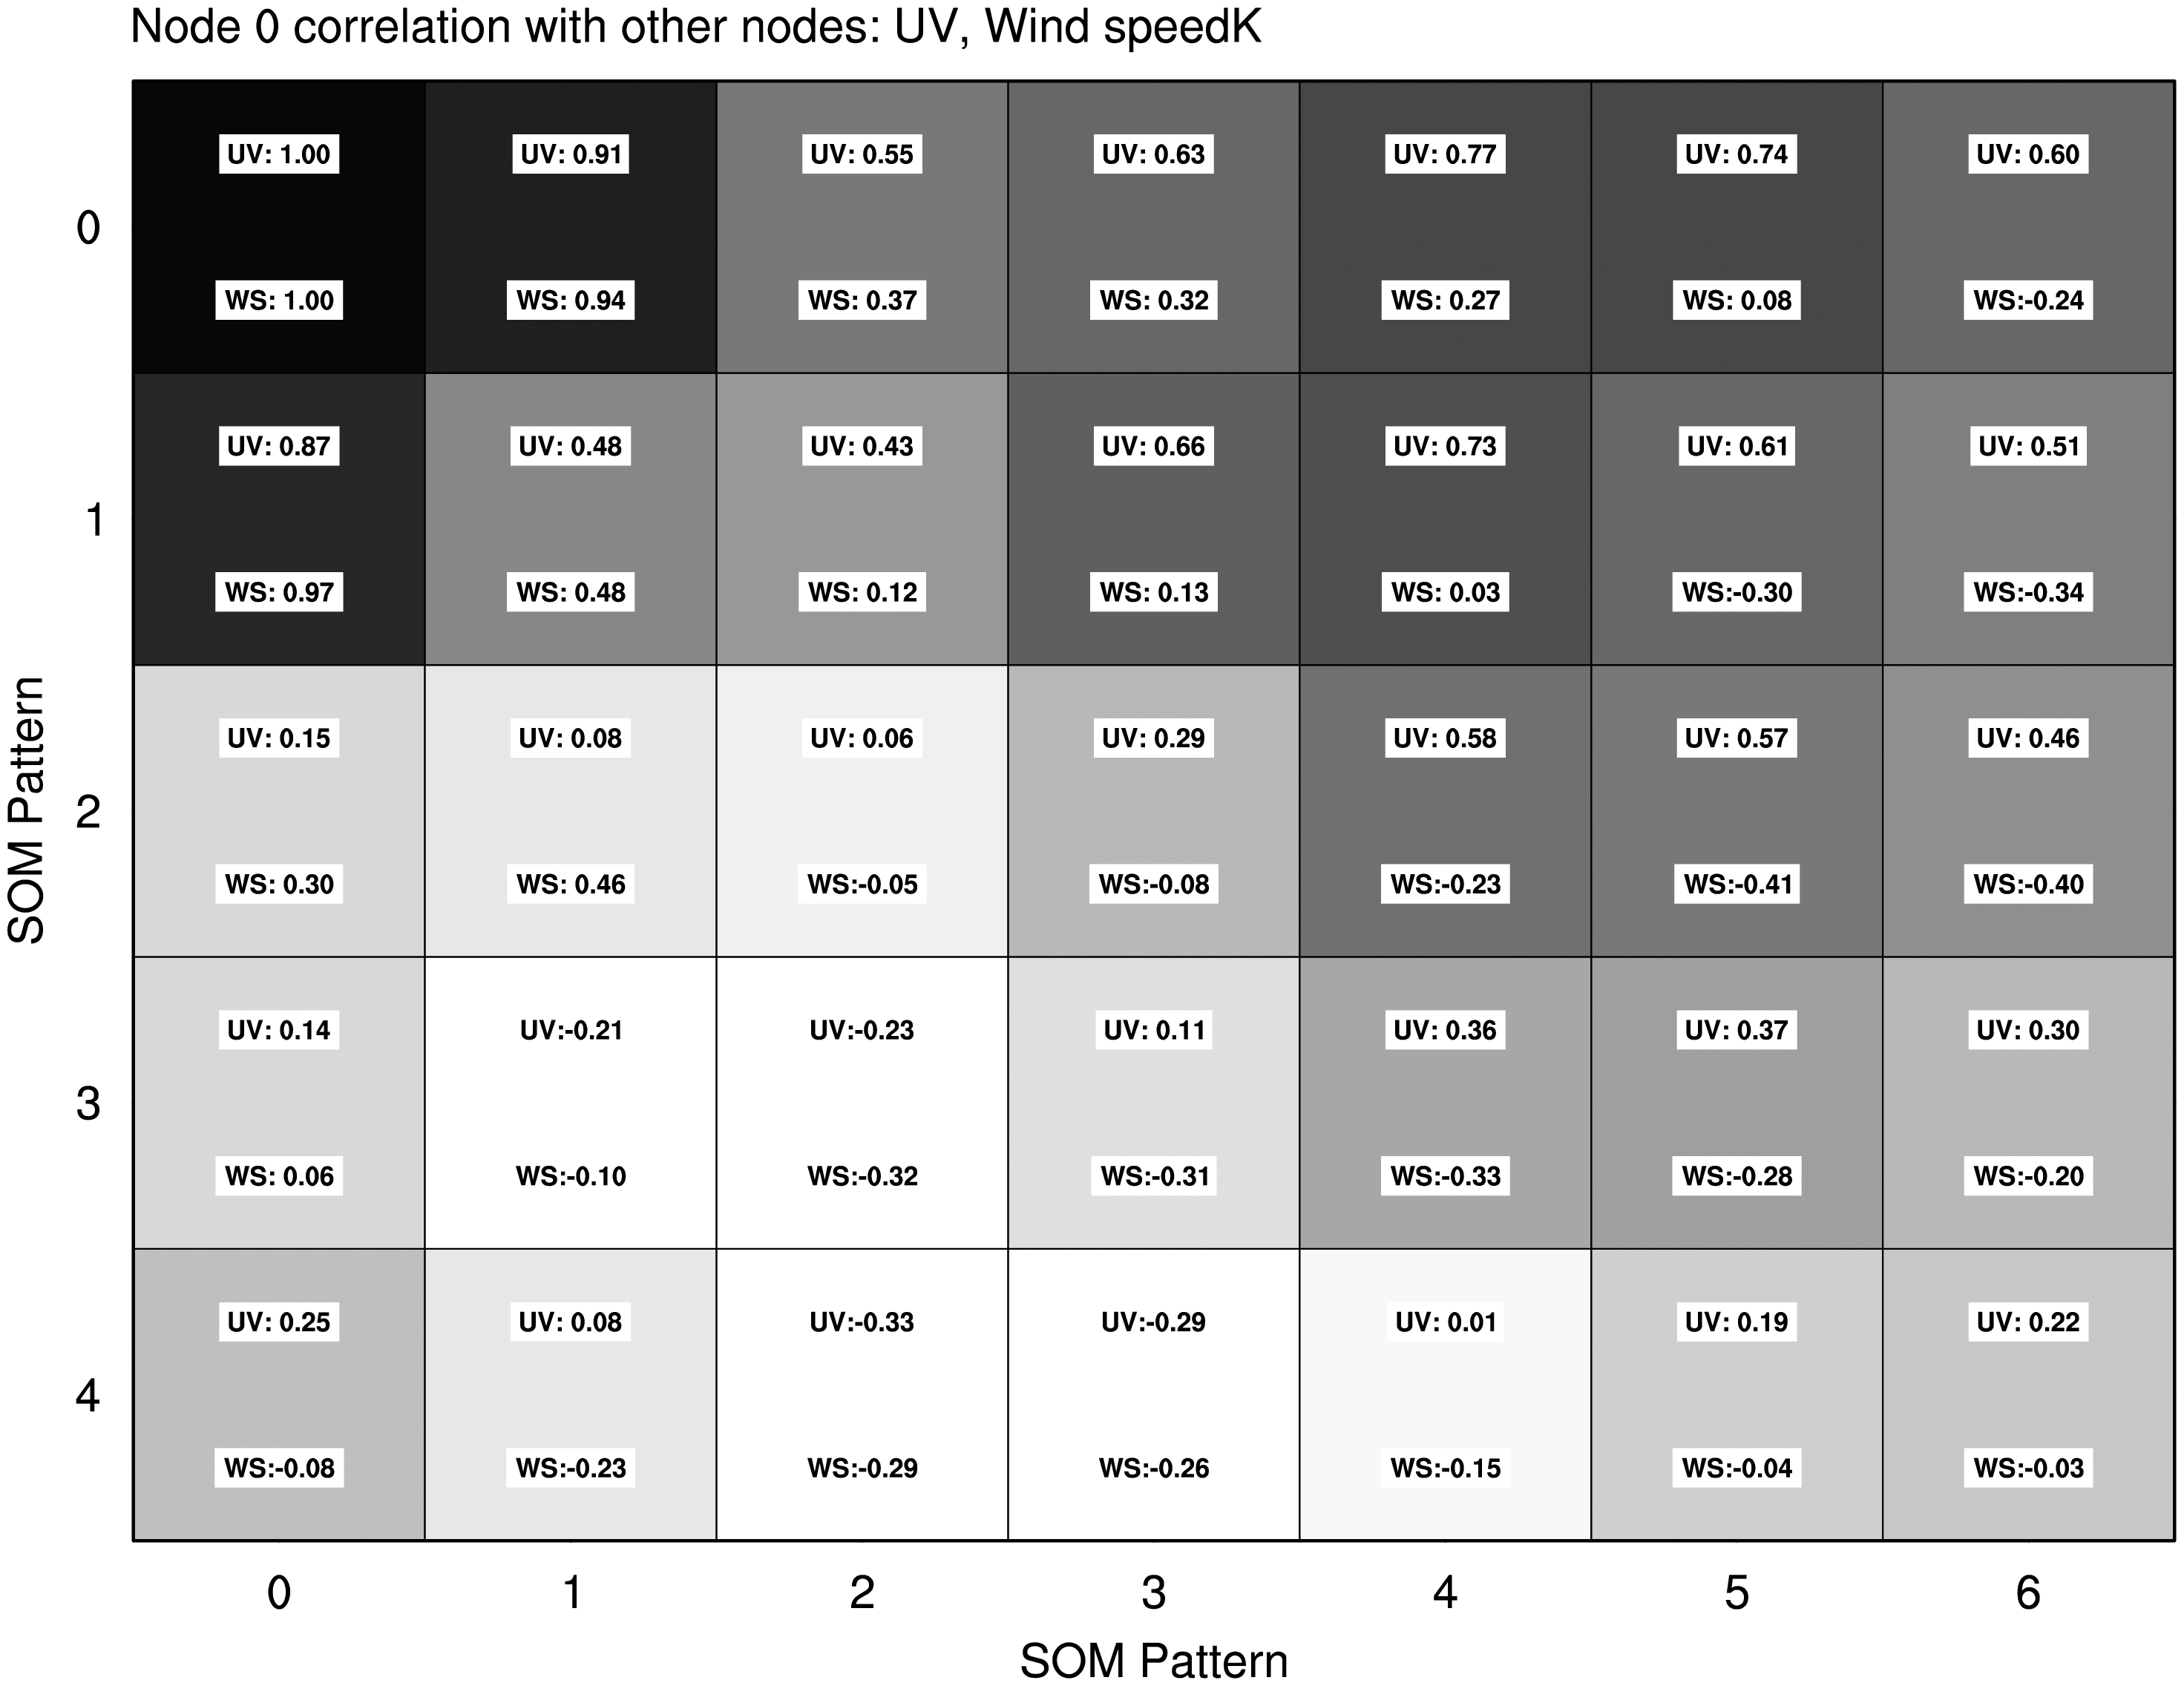 Node 0 correlation with other nodes: UV, Wind speedK
UV: 1.00 UV: 0.91 UV: 0.55 UV: 0.63 UV: 0.77 UV: 0.74 UV: 0.60
0
WS: 1.00 WS: 0.94 WS: 0.37 WS: 0.32 WS: 0.27 WS: 0.08 WS:-0.24
UV: 0.87 UV: 0.48 UV: 0.43 UV: 0.66 UV: 0.73 UV: 0.61 UV: 0.51
1
WS: 0.97 WS: 0.48 WS: 0.12 WS: 0.13 WS: 0.03 WS:-0.30 WS:-0.34
UV: 0.15 UV: 0.08 UV: 0.06 UV: 0.29 UV: 0.58 UV: 0.57 UV: 0.46
2
SOM Pattern
WS: 0.30 WS: 0.46 WS:-0.05 WS:-0.08 WS:-0.23 WS:-0.41 WS:-0.40
UV: 0.14 UV:-0.21 UV:-0.23 UV: 0.11 UV: 0.36 UV: 0.37 UV: 0.30
3
WS: 0.06 WS:-0.10 WS:-0.32 WS:-0.31 WS:-0.33 WS:-0.28 WS:-0.20
UV: 0.25 UV: 0.08 UV:-0.33 UV:-0.29 UV: 0.01 UV: 0.19 UV: 0.22
4
WS:-0.08 WS:-0.23 WS:-0.29 WS:-0.26 WS:-0.15 WS:-0.04 WS:-0.03
0 1 2 3 4 5 6
SOM Pattern